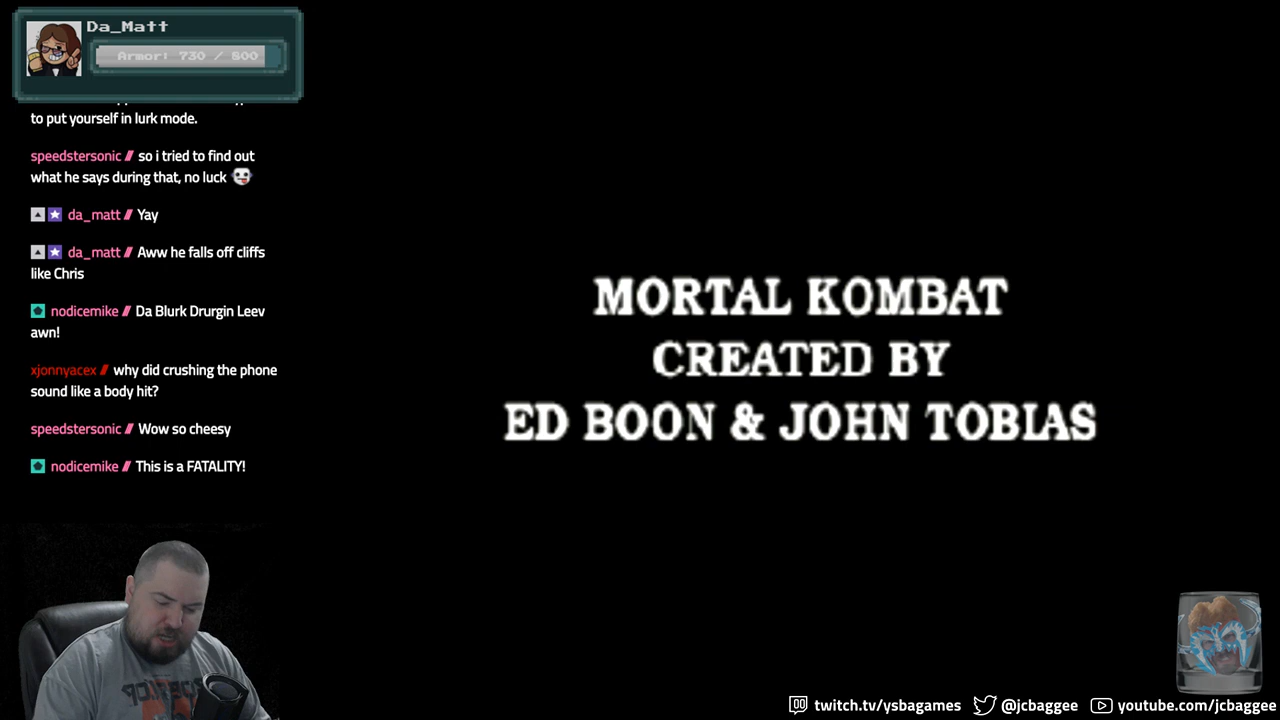 Da_Matt
Armor: 730 / 800
to put yourself in lurk mode.
speedstersonic // so i tried to find out
what he says during that, no luck
da_matt // Yay
da_matt // Aww he falls off cliffs
like Chris
nodicemike // Da Blurk Drurgin Leev
awn!
xjonnyacex // why did crushing the phone
sound like a body hit?
speedstersonic // Wow so cheesy
nodicemike // This is a FATALITY!
MORTAL KOMBAT
CREATED BY
ED BOON & JOHN TOBIAS
twitch.tv/ysbagames @jcbaggee youtube.com/jcbaggee